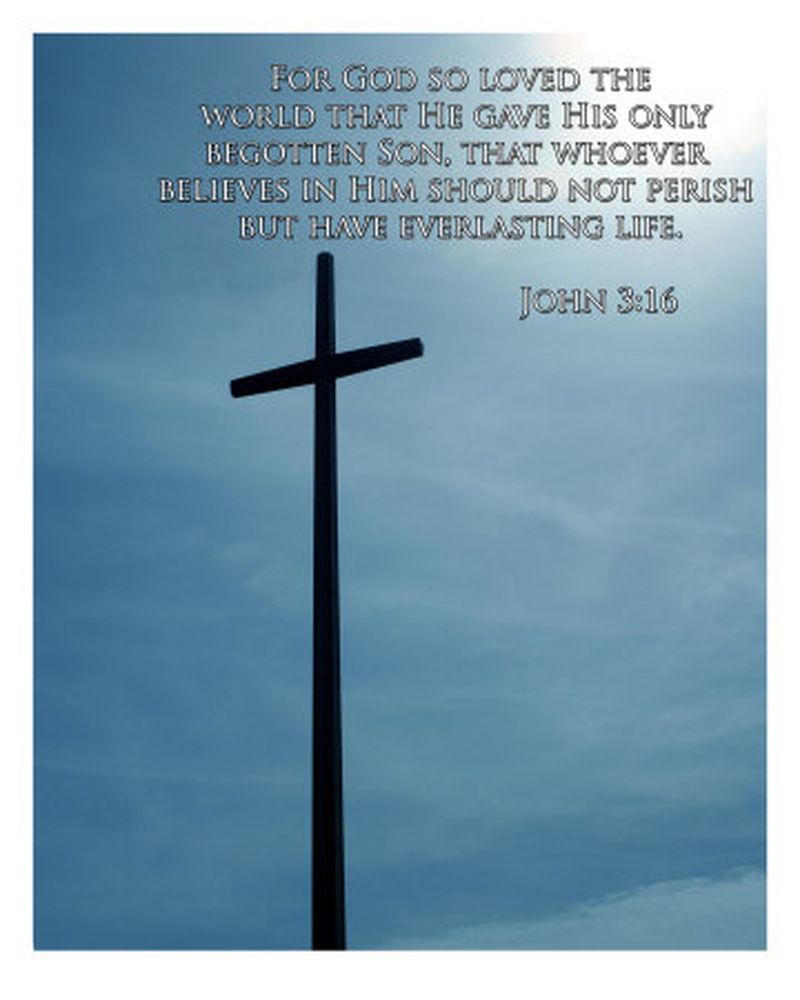 For God so loved the
world that He gave His only
begotten Son, that whoever
believes in Him should not perish
but have everlasting life.
John 3:16